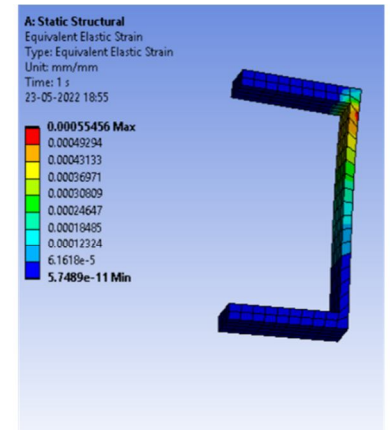 A: Static Structural
Equivalent Elastic Strain
Type: Equivalent Elastic Strain
Unit: mm/mm
Time: 1 s
23-05-2022 18:55
0.00055456 Max
0.00049294
0.00043133
0.00036971
0.00030809
0.00024647
0.00018485
0.00012324
6.1618e-5
5.7489e-11 Min